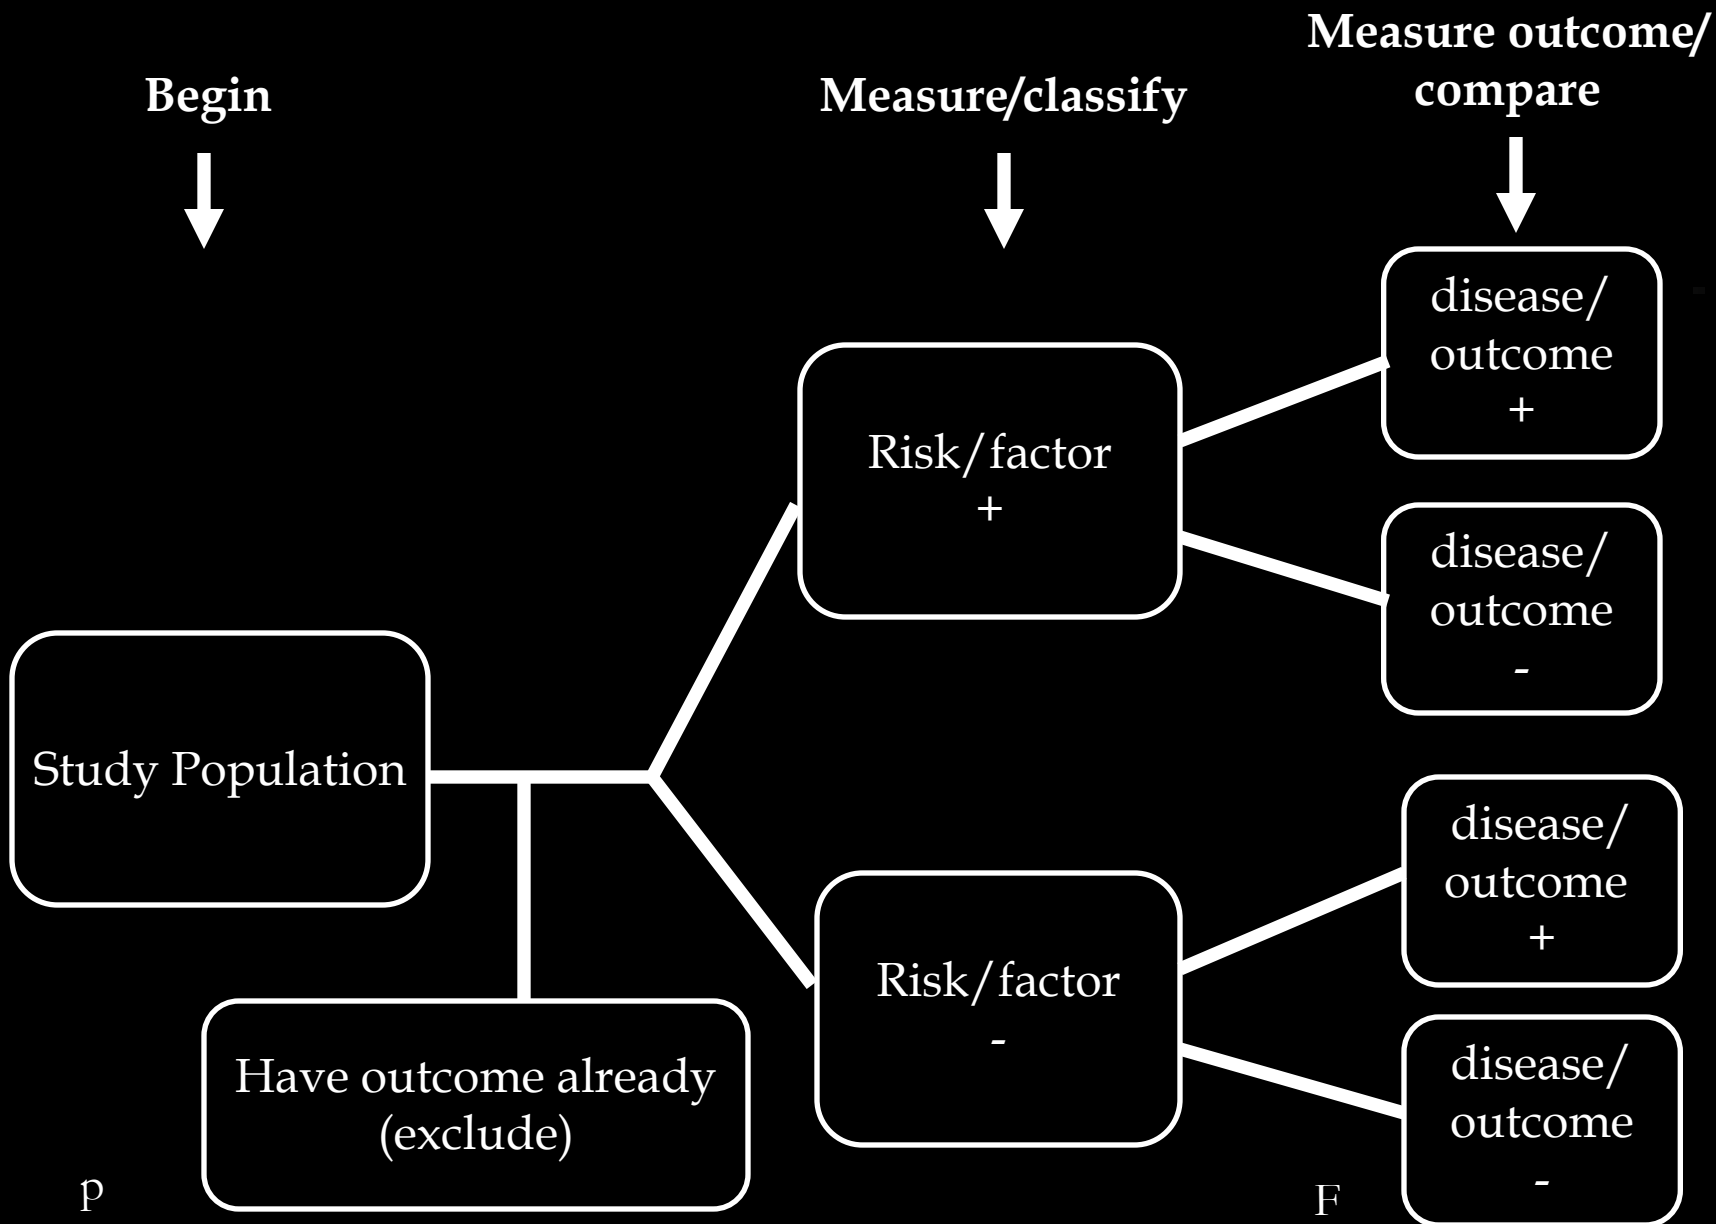 Begin
Measure/classify
Measure outcome/
compare
disease/
outcome
+
Risk/factor
+
disease/
outcome
-
Study Population
disease/
outcome
+
Risk/factor
-
Have outcome already
(exclude)
disease/
outcome
-
p
F